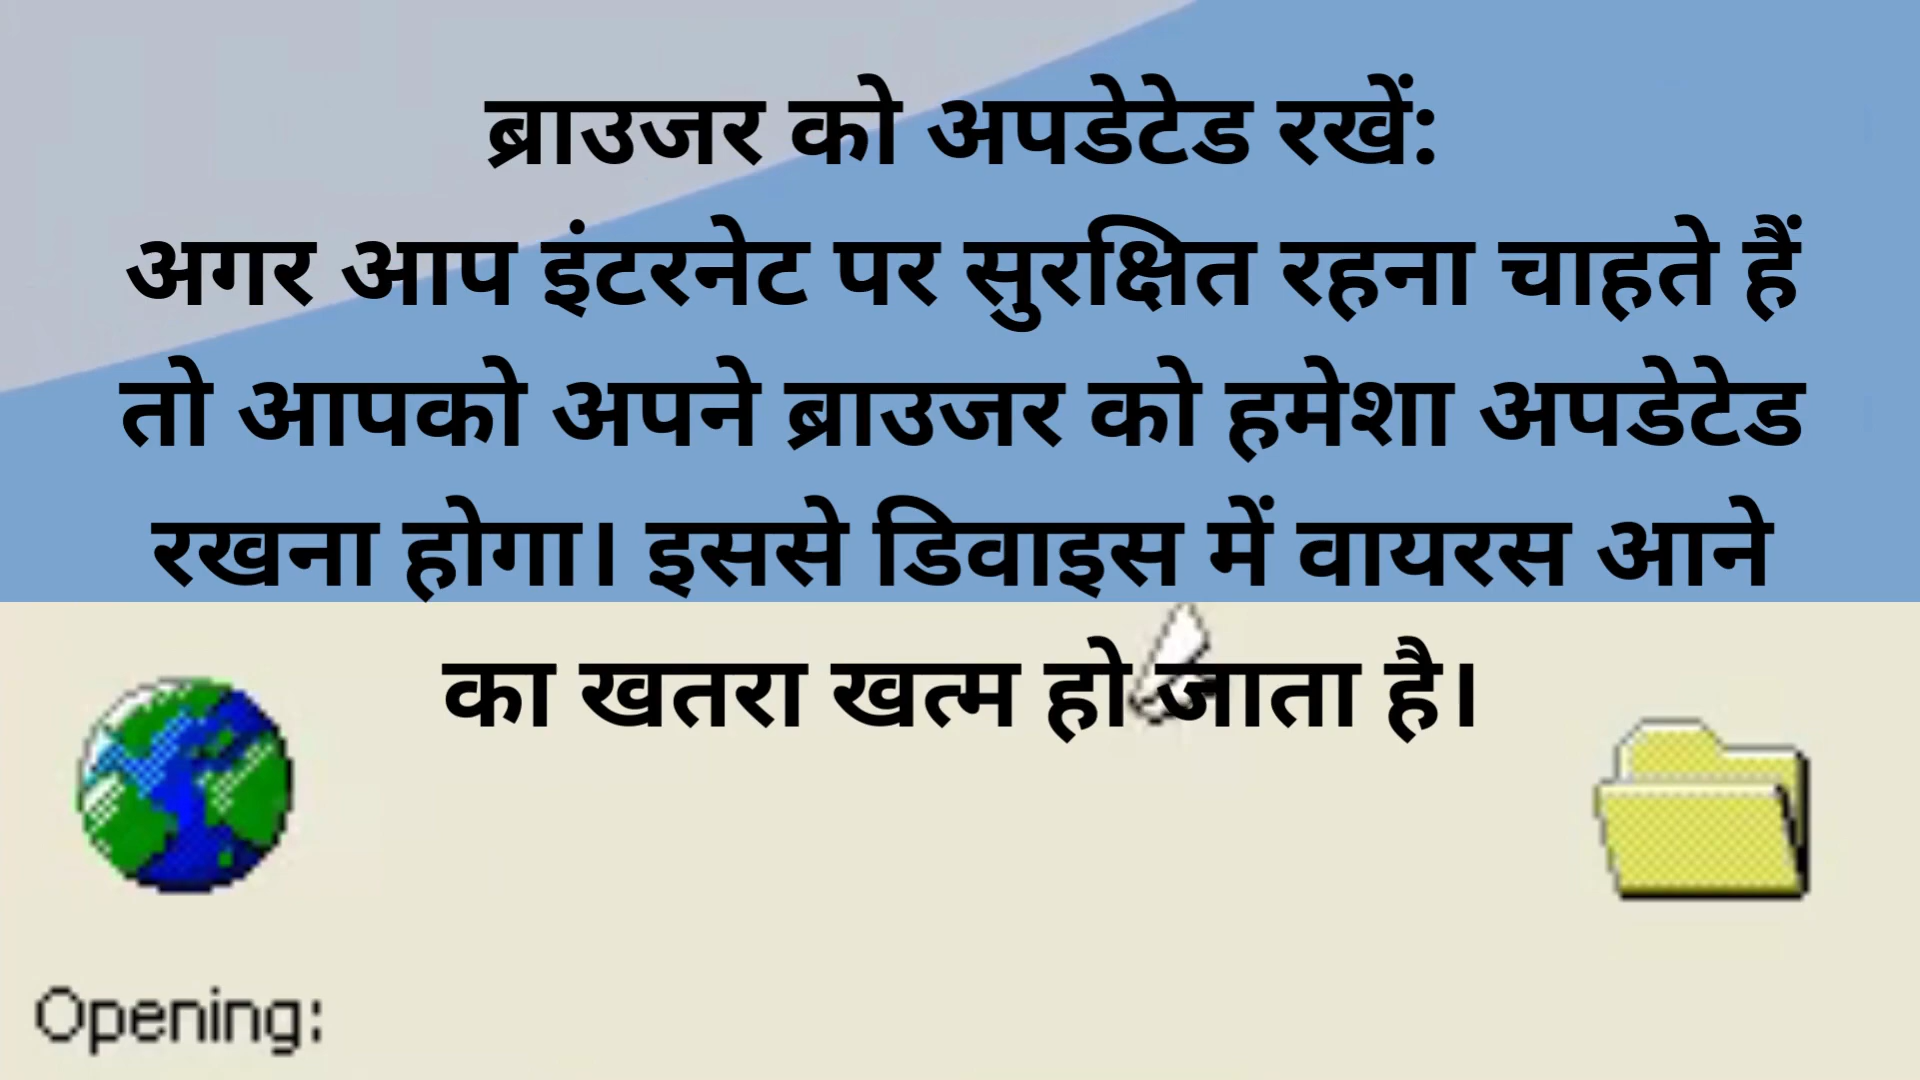 ब्राउजर को अपडेटेड रखें:
अगर आप इंटरनेट पर सुरक्षित रहना चाहते हैं
तो आपको अपने ब्राउजर को हमेशा अपडेटेड
रखना होगा। इससे डिवाइस में वायरस आने
का खतरा खत्म हो जाता है।
Opening: